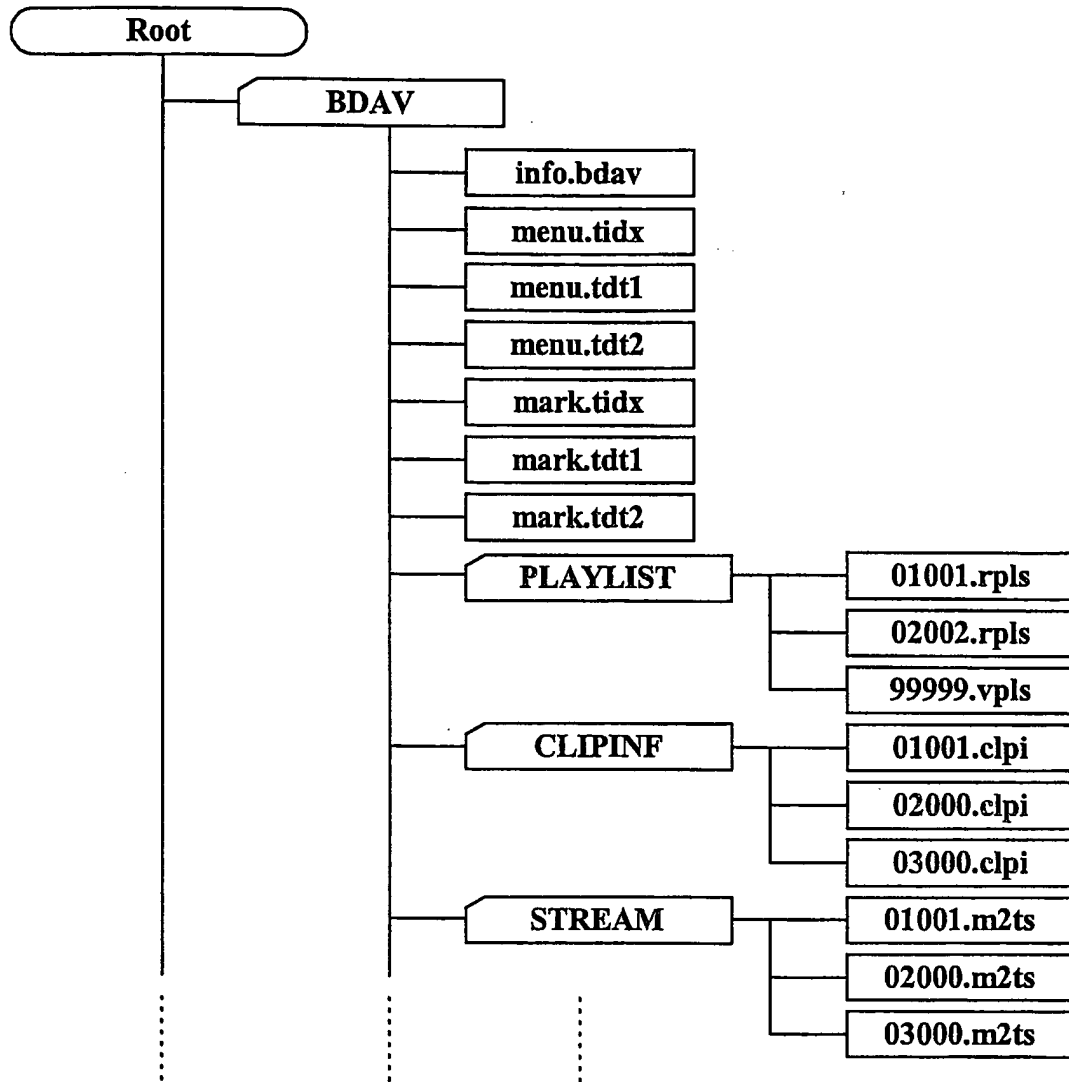 Root
BDAV
info.bdav
menu.tidx
menu.tdt1
menu.tdt2
mark.tidx
mark.tdt1
mark.tdt2
PLAYLIST
01001.rpls
02002.rpls
99999.vpls
CLIPINF
01001.clpi
02000.clpi
03000.clpi
STREAM
01001.m2ts
02000.m2ts
03000.m2ts